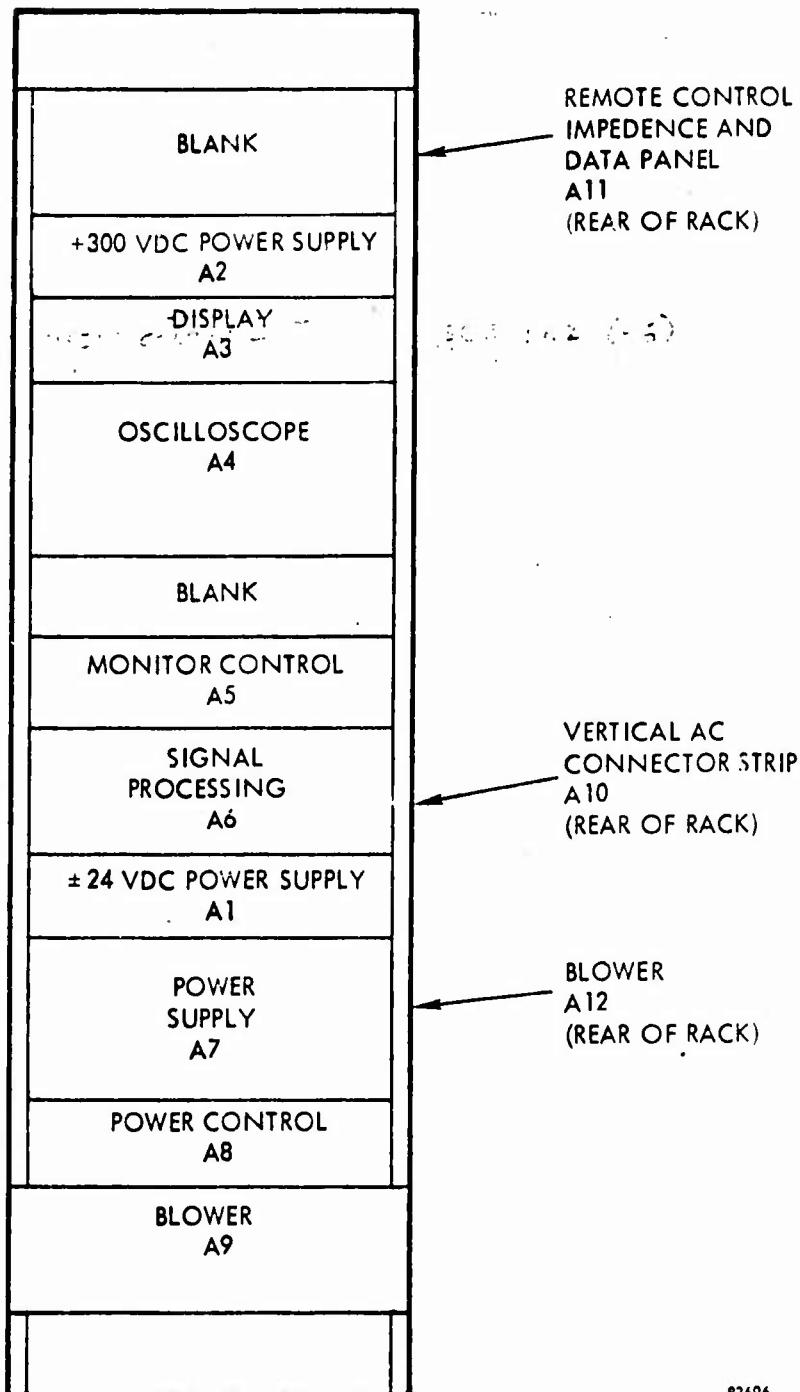 BLANK
+300 VDC POWER SUPPLY
A2
DISPLAY
A3
OSCILLOSCOPE
A4
BLANK
MONITOR CONTROL
A5
SIGNAL
PROCESSING
A6
± 24 VDC POWER SUPPLY
A1
POWER
SUPPLY
A7
POWER CONTROL
A8
BLOWER
A9
REMOTE CONTROL
IMPEDENCE AND
DATA PANEL
A11
(REAR OF RACK)
VERTICAL AC
CONNECTOR STRIP
A10
(REAR OF RACK)
BLOWER
A12
(REAR OF RACK)